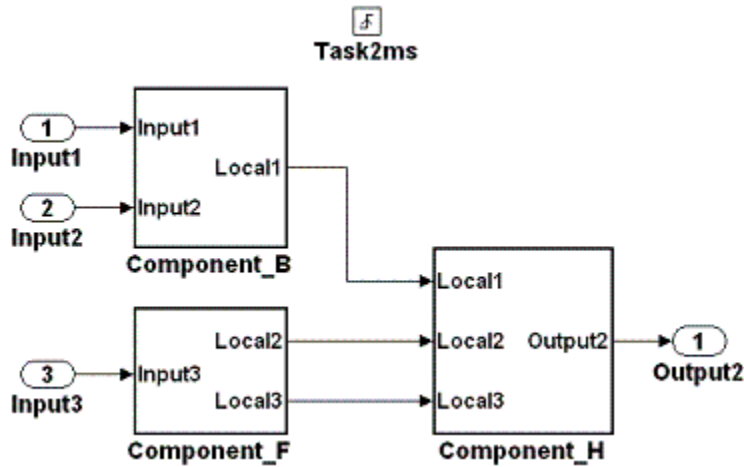 Task2ms
1
Input1
2
Input2
Input1
Input2
Local1
Component_B
3
Input3
Input3
Local2
Local3
Component_F
Local1
Local2
Local3
Output2
Component_H
1
Output2